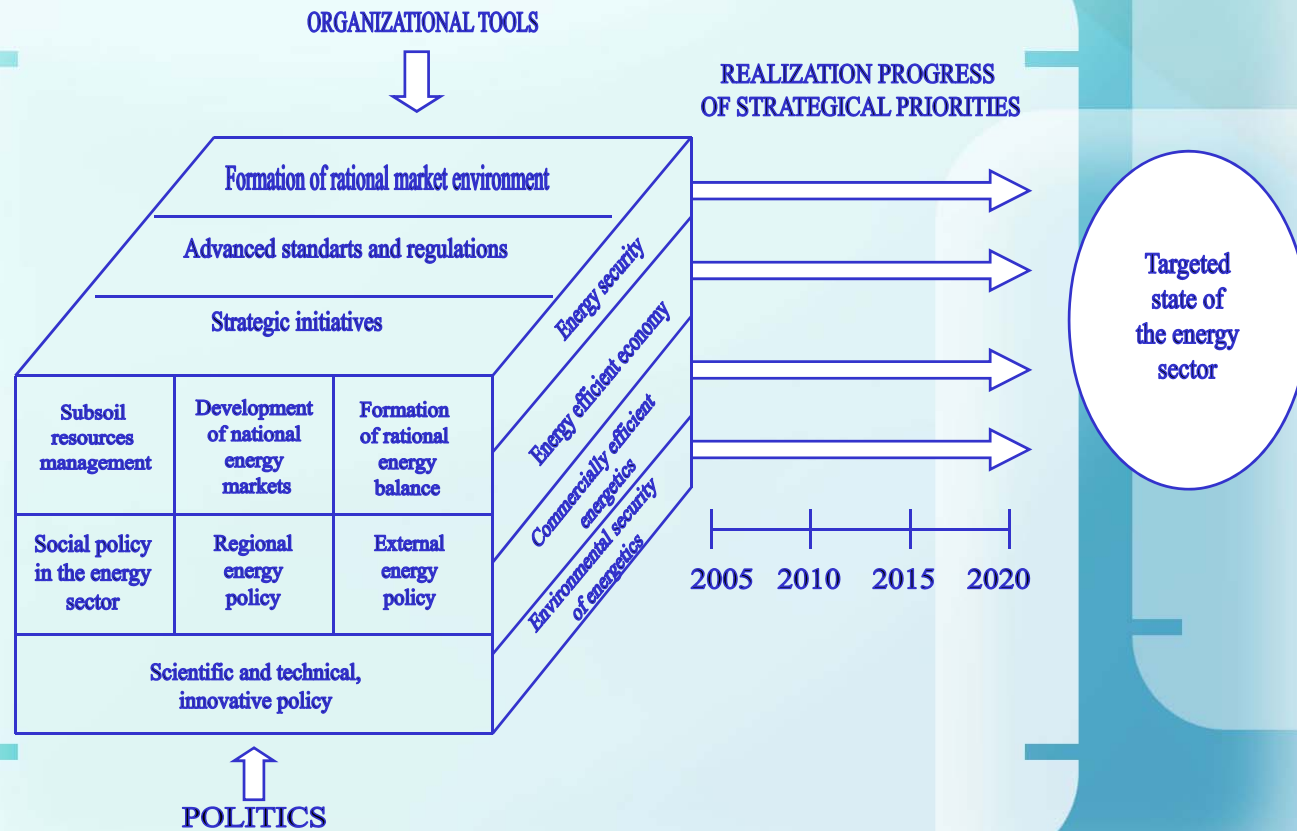 ORGANIZATIONAL TOOLS
REALIZATION PROGRESS
OF STRATEGICAL PRIORITIES
Formation of rational market environment
Advanced standarts and regulations
Strategic initiatives
Subsoil
resources
management
Development
of national
energy
markets
Formation
of rational
energy
balance
Social policy
in the energy
sector
Regional
energy
policy
External
energy
policy
Scientific and technical,
innovative policy
Energy security
Energy efficient economy
Commercially efficient
energetics
Environmental security
of energetics
Targeted
state of
the energy
sector
2005 2010 2015 2020
POLITICS